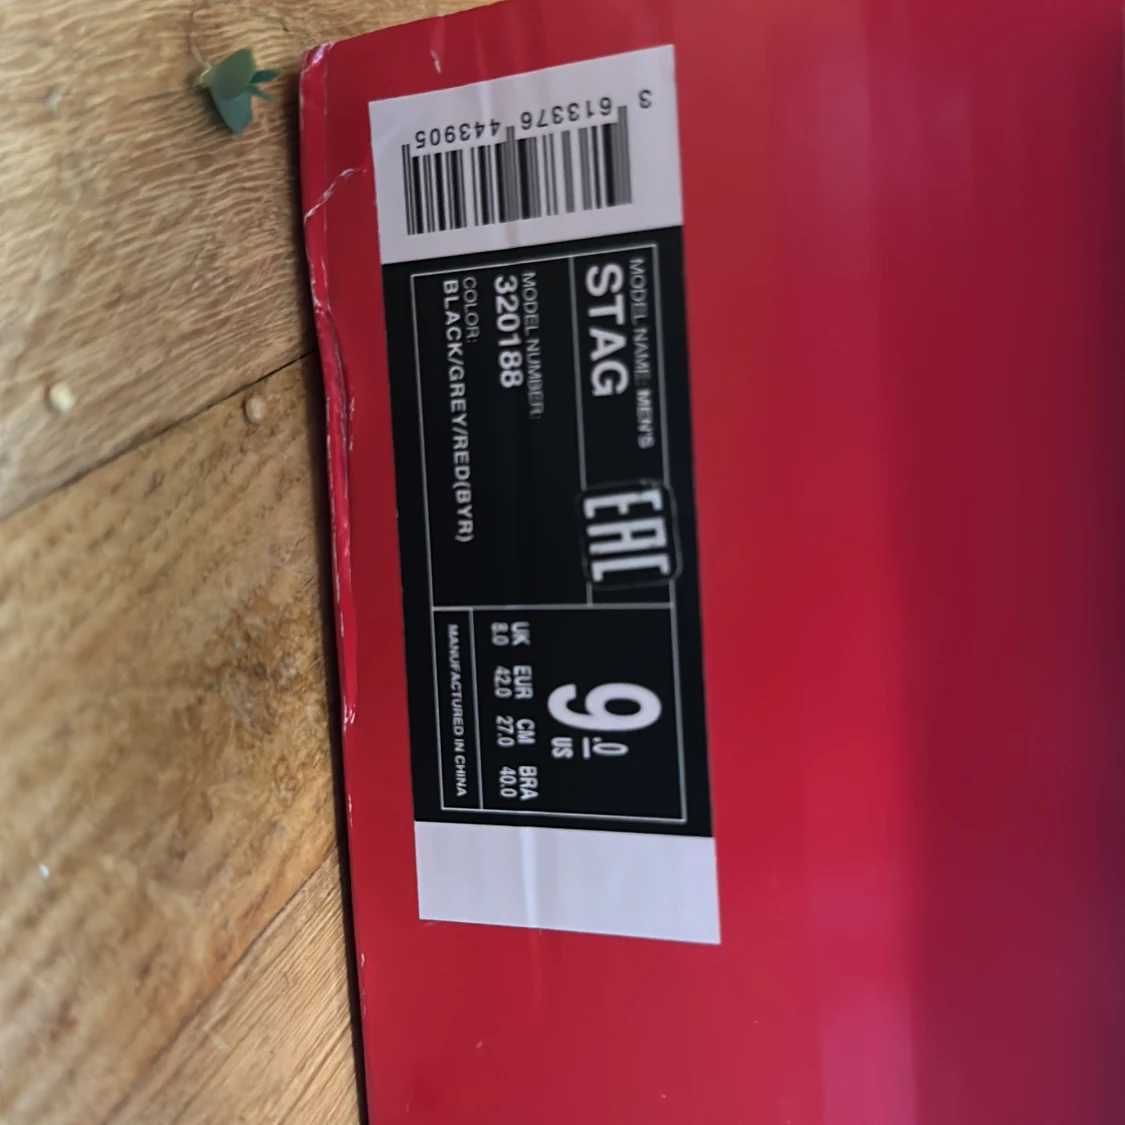 3 613376 443905
MODEL NAME: MEN'S
STAG
EAC
MODEL NUMBER:
320188
COLOR:
BLACK/GREY/RED(BYR)
9.0 US
UK EUR CM BRA
8.0 42.0 27.0 40.0
MANUFACTURED IN CHINA